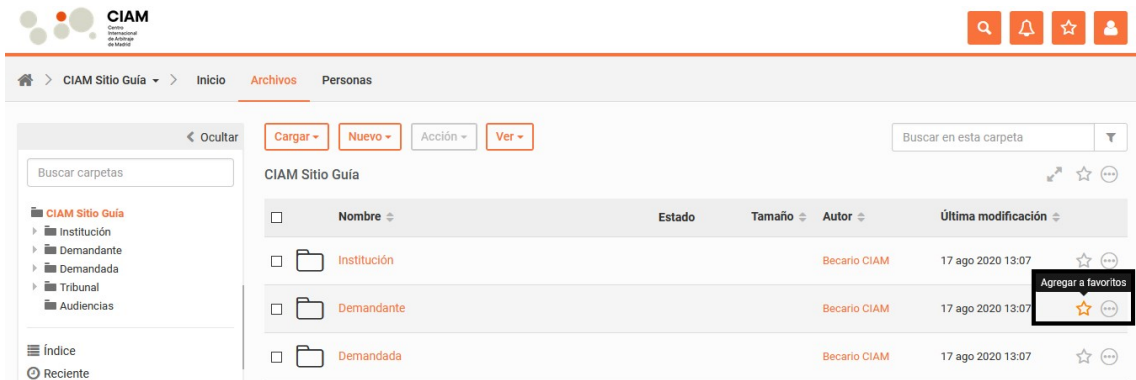 CIAM
Centro
Internacional
de Arbitraje
de Madrid
CIAM Sitio Guía
Inicio
Archivos
Personas
Ocultar
Cargar
Nuevo
Acción
Ver
Buscar en esta carpeta
Buscar carpetas
CIAM Sitio Guía
CIAM Sitio Guía
Institución
Demandante
Demandada
Tribunal
Audiencias
Índice
Reciente
Nombre Estado Tamaño Autor Última modificación
Institución Becario CIAM 17 ago 2020 13:07
Agregar a favoritos
Demandante Becario CIAM 17 ago 2020 13:07
Demandada Becario CIAM 17 ago 2020 13:07